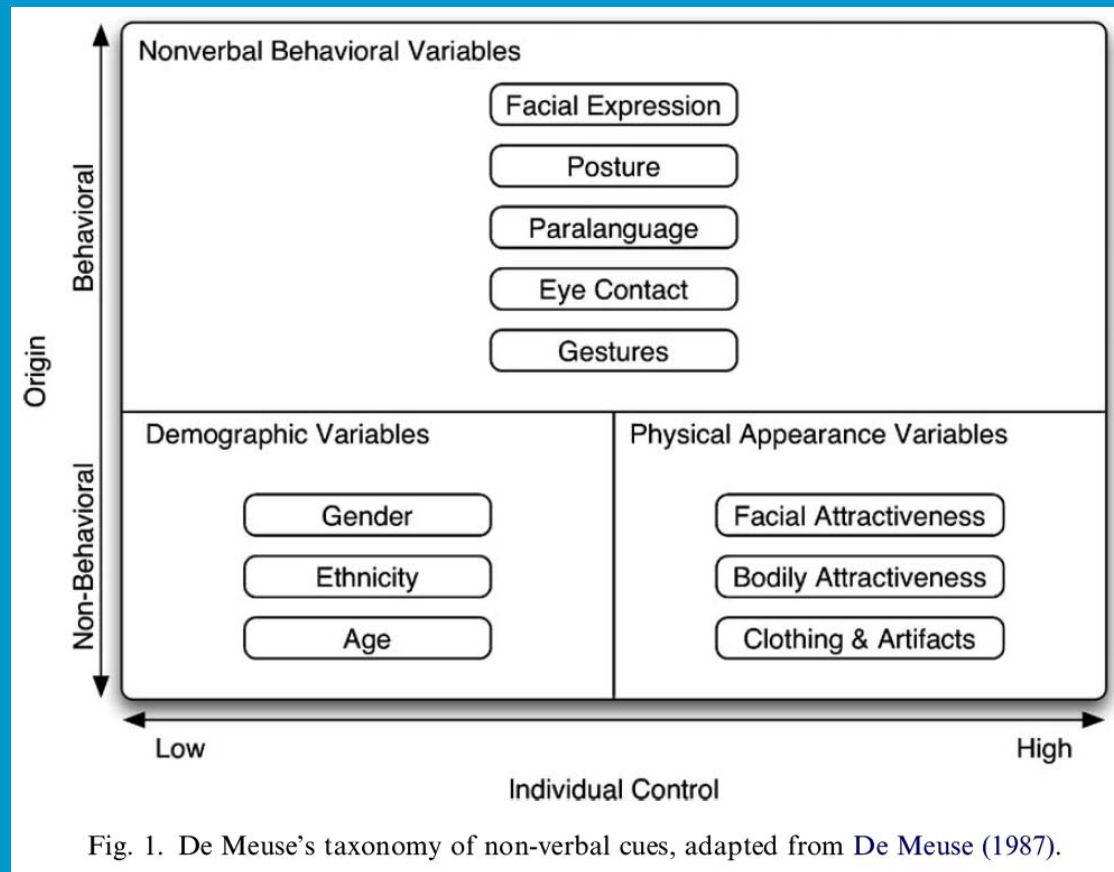 Nonverbal Behavioral Variables
Facial Expression
Posture
Paralanguage
Eye Contact
Gestures
Behavioral
Origin
Non-Behavioral
Demographic Variables
Gender
Ethnicity
Age
Physical Appearance Variables
Facial Attractiveness
Bodily Attractiveness
Clothing & Artifacts
Low
High
Individual Control
Fig. 1. De Meuse's taxonomy of non-verbal cues, adapted from De Meuse (1987).